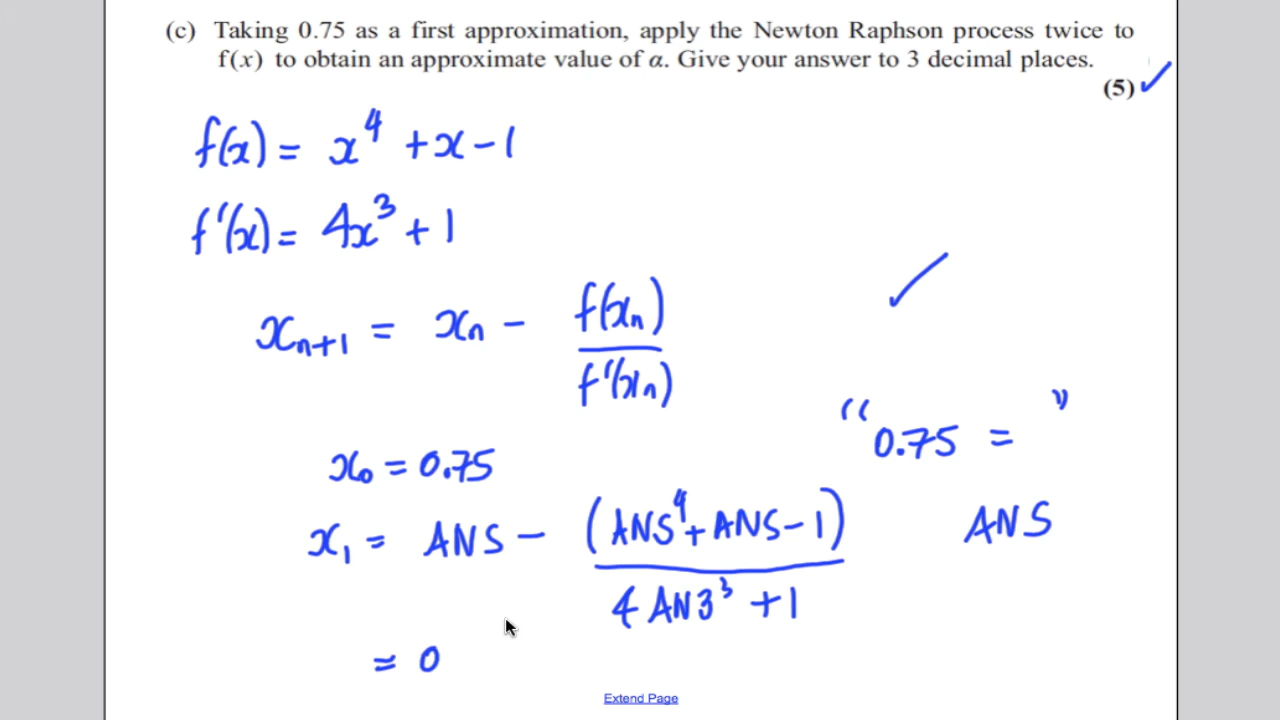 (c) Taking 0.75 as a first approximation, apply the Newton Raphson process twice to
f(x) to obtain an approximate value of α. Give your answer to 3 decimal places.
(5) ✓
f(x) = x⁴ + x - 1
f'(x) = 4x³ + 1
xₙ₊₁ = xₙ - f(xₙ) / f'(xₙ)
✓
x₀ = 0.75
"0.75 = "
x₁ = ANS - (ANS⁴ + ANS - 1) / 4 AN3³ + 1
ANS
= 0
Extend Page